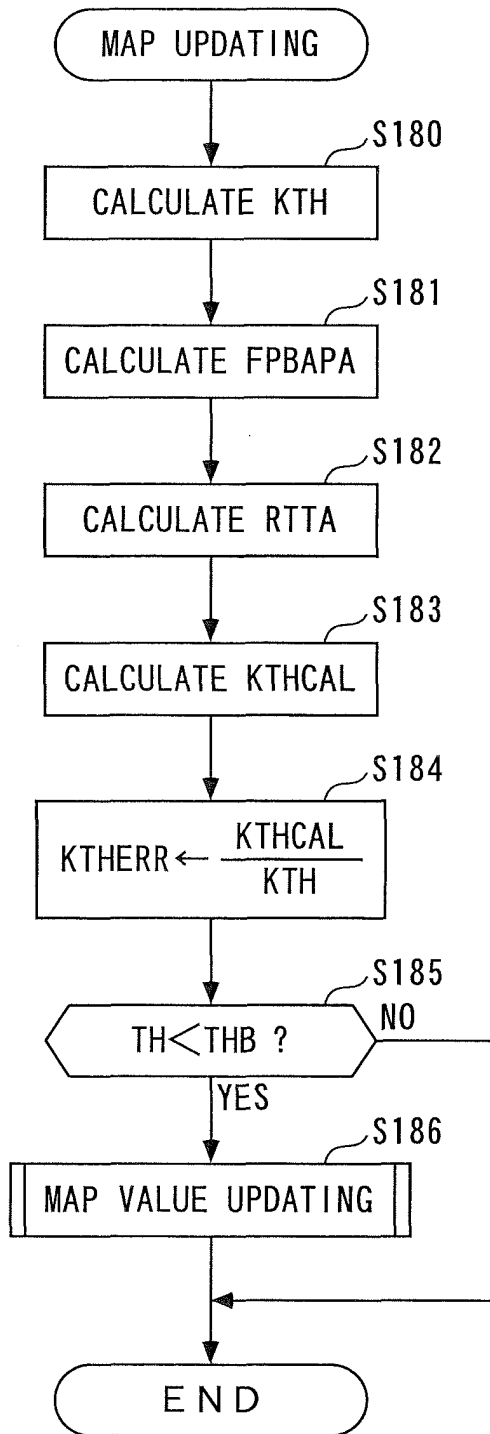 MAP UPDATING
S180
CALCULATE KTH
S181
CALCULATE FPBAPA
S182
CALCULATE RTTA
S183
CALCULATE KTHCAL
S184
KTHERR ← KTHCAL
KTH
S185
TH<THB ?
NO
YES
S186
MAP VALUE UPDATING
END